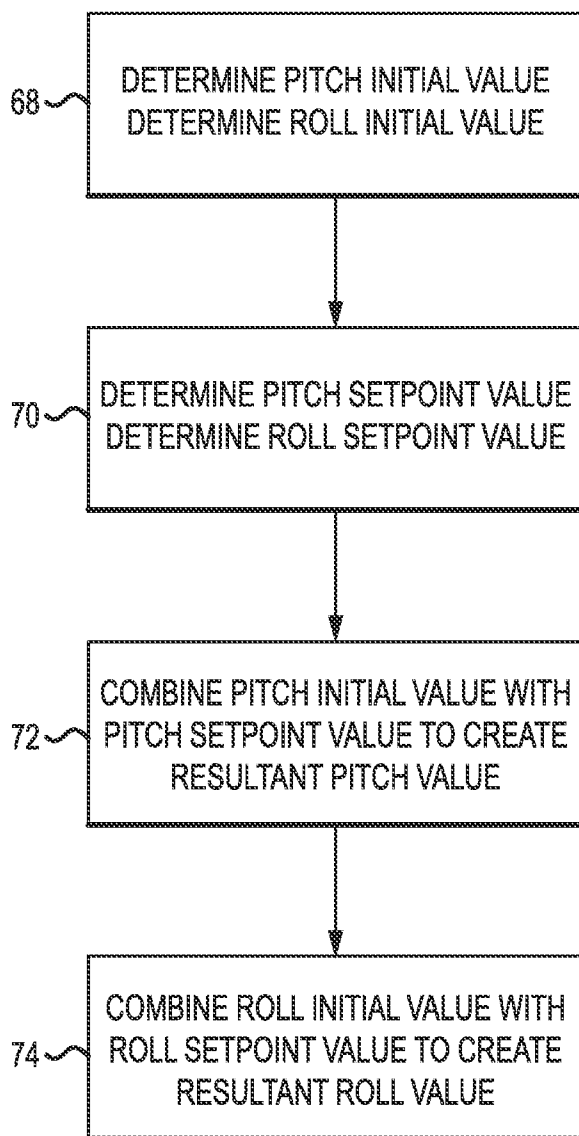 DETERMINE PITCH INITIAL VALUE
68 DETERMINE ROLL INITIAL VALUE
DETERMINE PITCH SETPOINT VALUE
70 DETERMINE ROLL SETPOINT VALUE
COMBINE PITCH INITIAL VALUE WITH
72 PITCH SETPOINT VALUE TO CREATE
RESULTANT PITCH VALUE
COMBINE ROLL INITIAL VALUE WITH
74 ROLL SETPOINT VALUE TO CREATE
RESULTANT ROLL VALUE